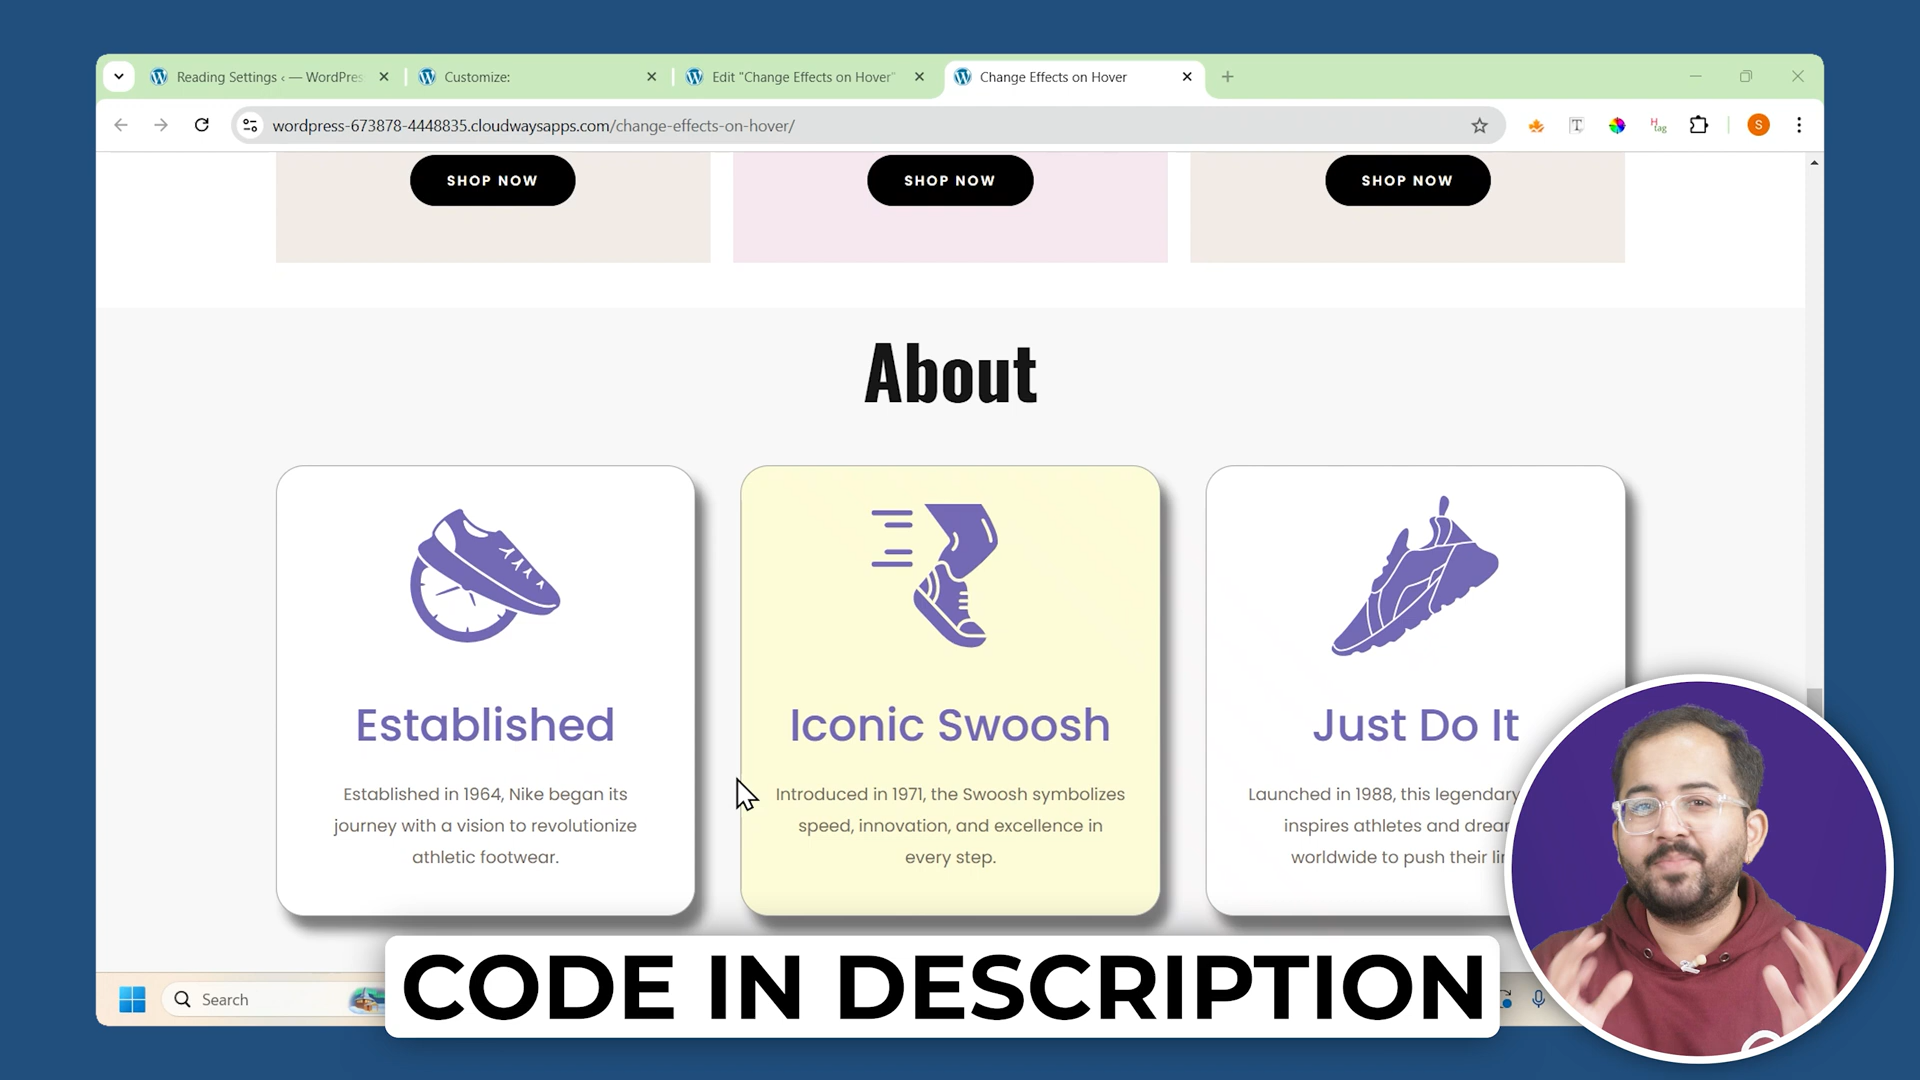 Reading Settings ‹ — WordPres
Customize:
Edit "Change Effects on Hover"
Change Effects on Hover
wordpress-673878-4448835.cloudwaysapps.com/change-effects-on-hover/
T
H
tag
S
SHOP NOW
SHOP NOW
SHOP NOW
About
Established
Established in 1964, Nike began its
journey with a vision to revolutionize
athletic footwear.
Iconic Swoosh
Introduced in 1971, the Swoosh symbolizes
speed, innovation, and excellence in
every step.
Just Do It
Launched in 1988, this legendary
inspires athletes and drear
worldwide to push their li
CODE IN DESCRIPTION
Search